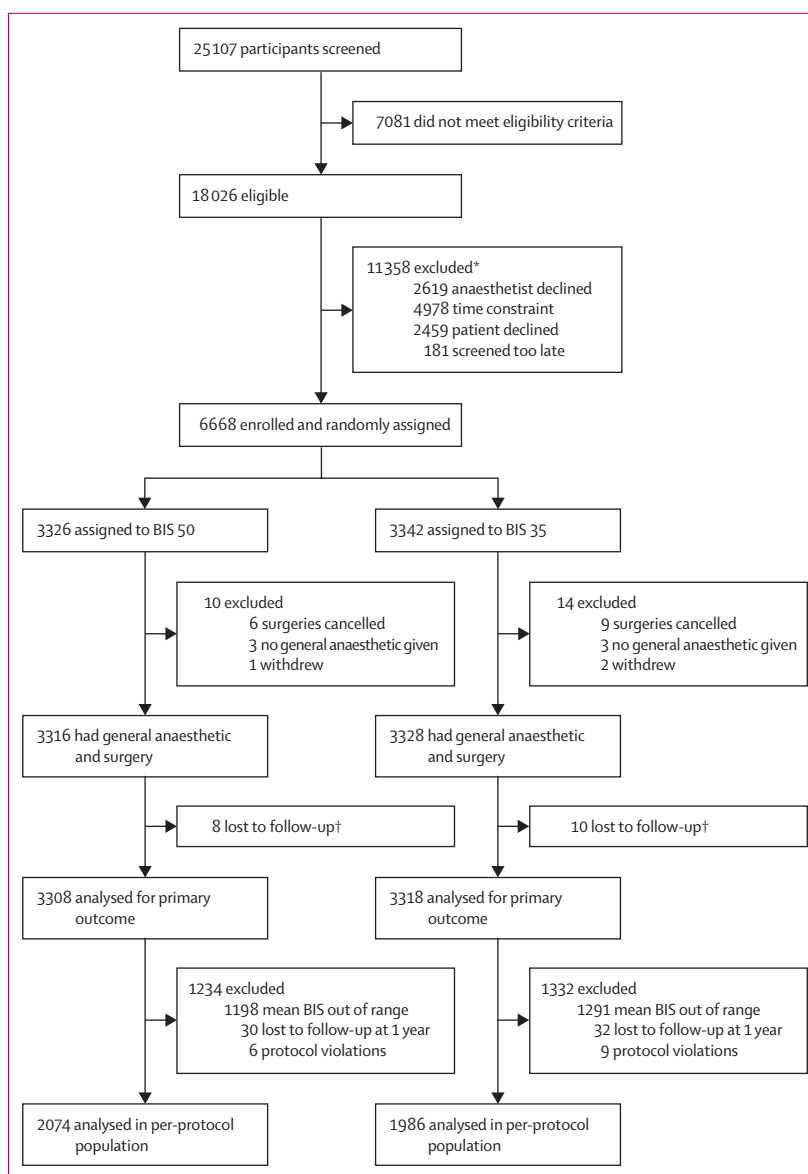 25107 participants screened
7081 did not meet eligibility criteria
18026 eligible
11358 excluded*
2619 anaesthetist declined
4978 time constraint
2459 patient declined
181 screened too late
6668 enrolled and randomly assigned
3326 assigned to BIS 50
3342 assigned to BIS 35
10 excluded
6 surgeries cancelled
3 no general anaesthetic given
1 withdrew
14 excluded
9 surgeries cancelled
3 no general anaesthetic given
2 withdrew
3316 had general anaesthetic
and surgery
3328 had general anaesthetic
and surgery
8 lost to follow-up†
10 lost to follow-up†
3308 analysed for primary
outcome
3318 analysed for primary
outcome
1234 excluded
1198 mean BIS out of range
30 lost to follow-up at 1 year
6 protocol violations
1332 excluded
1291 mean BIS out of range
32 lost to follow-up at 1 year
9 protocol violations
2074 analysed in per-protocol
population
1986 analysed in per-protocol
population